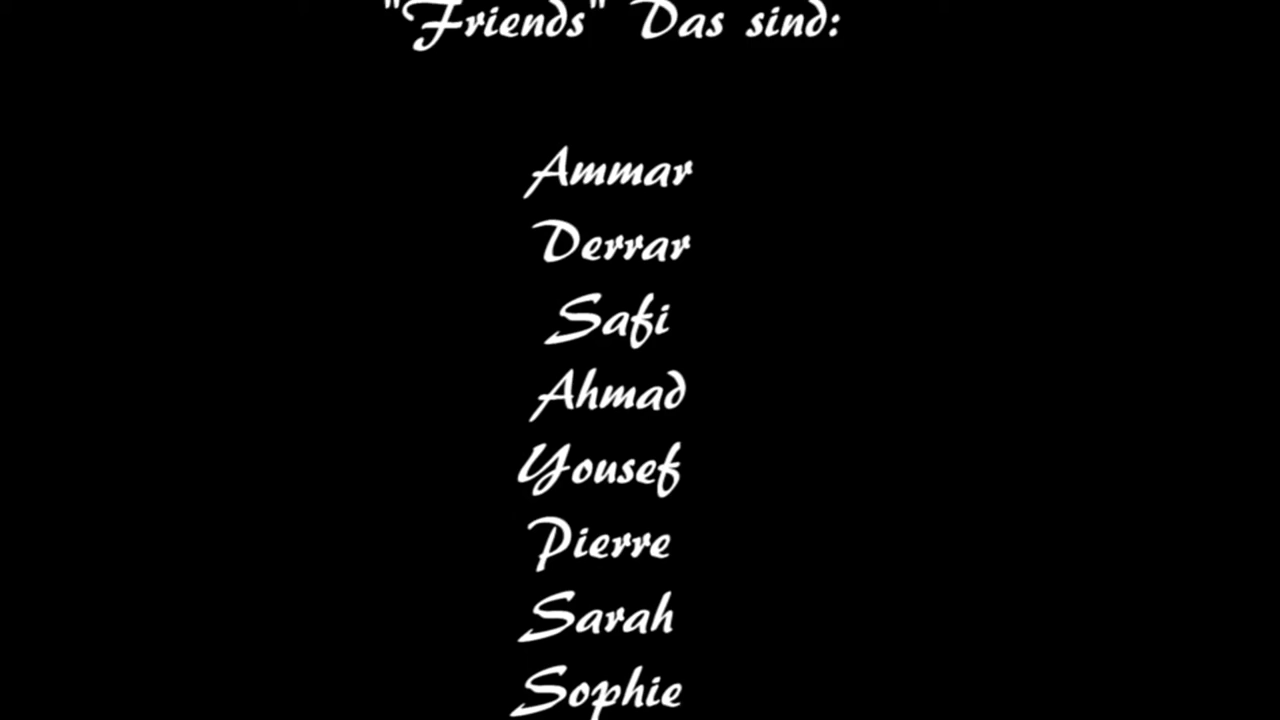 "Friends" Das sind:
Ammar
Derrar
Safi
Ahmad
Yousef
Pierre
Sarah
Sophie